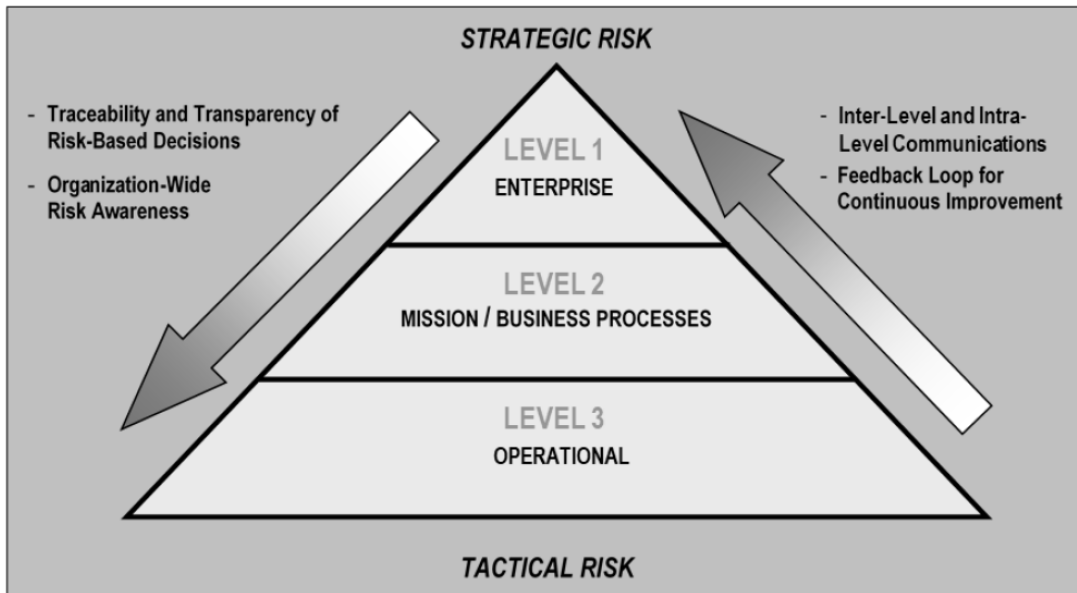 STRATEGIC RISK
- Traceability and Transparency of
Risk-Based Decisions
- Organization-Wide
Risk Awareness
- Inter-Level and Intra-
Level Communications
- Feedback Loop for
Continuous Improvement
LEVEL 1
ENTERPRISE
LEVEL 2
MISSION / BUSINESS PROCESSES
LEVEL 3
OPERATIONAL
TACTICAL RISK